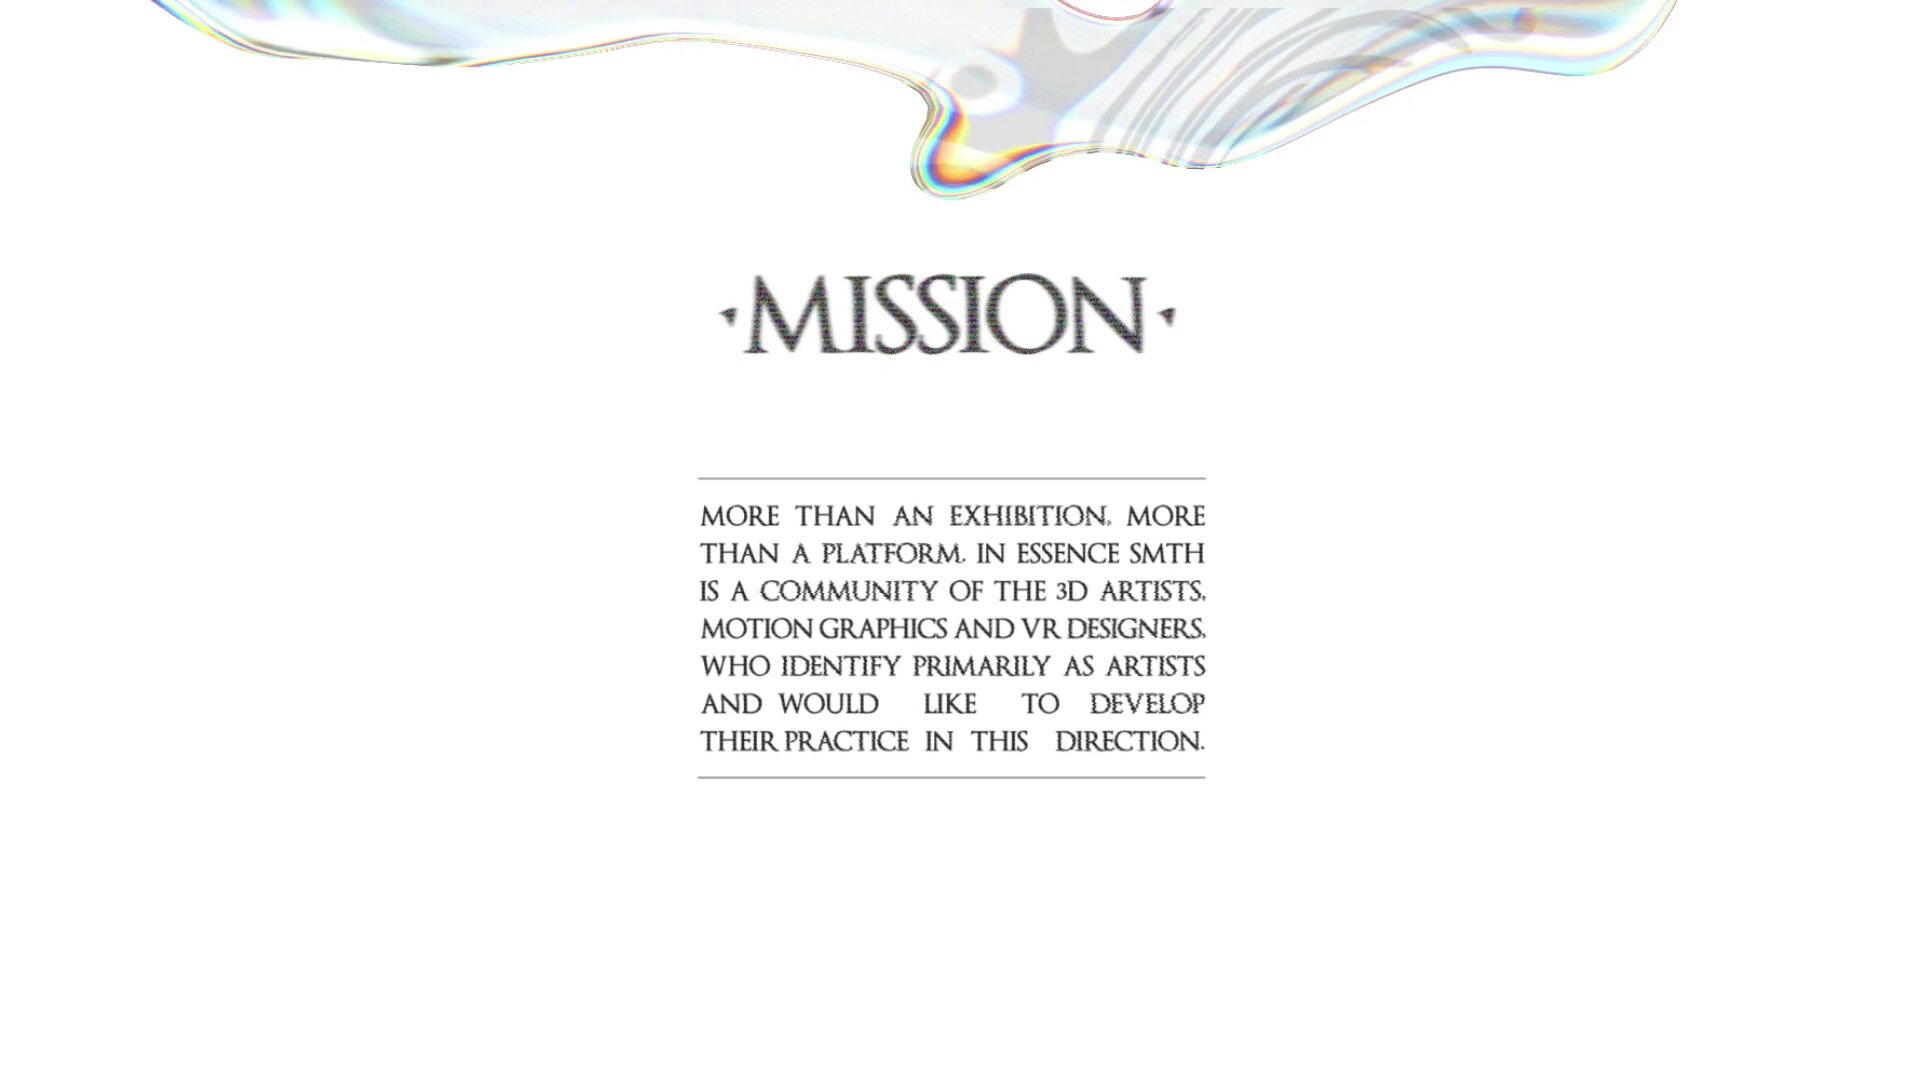 ·MISSION·
MORE THAN AN EXHIBITION, MORE
THAN A PLATFORM. IN ESSENCE SMTH
IS A COMMUNITY OF THE 3D ARTISTS,
MOTION GRAPHICS AND VR DESIGNERS,
WHO IDENTIFY PRIMARILY AS ARTISTS
AND WOULD LIKE TO DEVELOP
THEIR PRACTICE IN THIS DIRECTION.